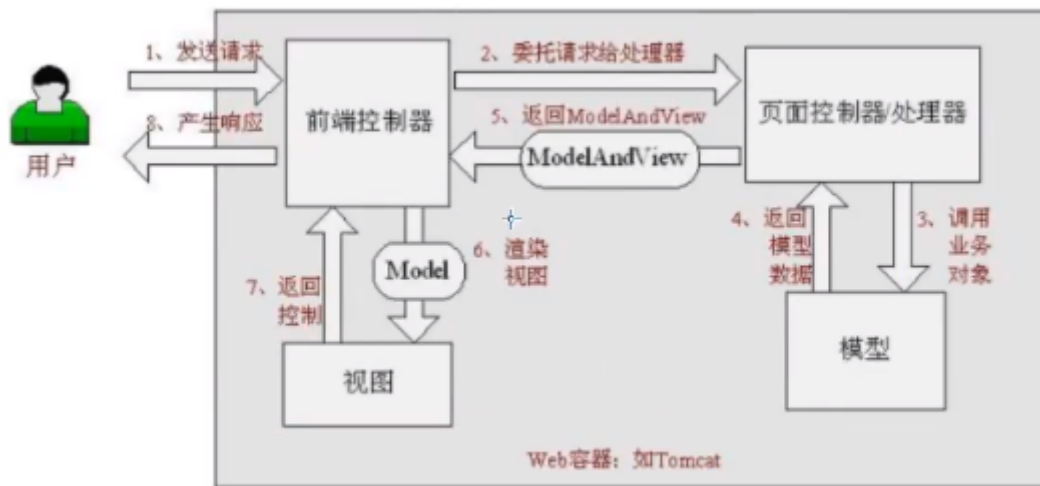 1、发送请求
2、委托请求给处理器
前端控制器
页面控制器/处理器
5、返回ModelAndView
ModelAndView
8、产生响应
用户
4、返回
模型
数据
3、调用
业务
对象
6、渲染
视图
Model
7、返回
控制
视图
模型
Web容器：如Tomcat